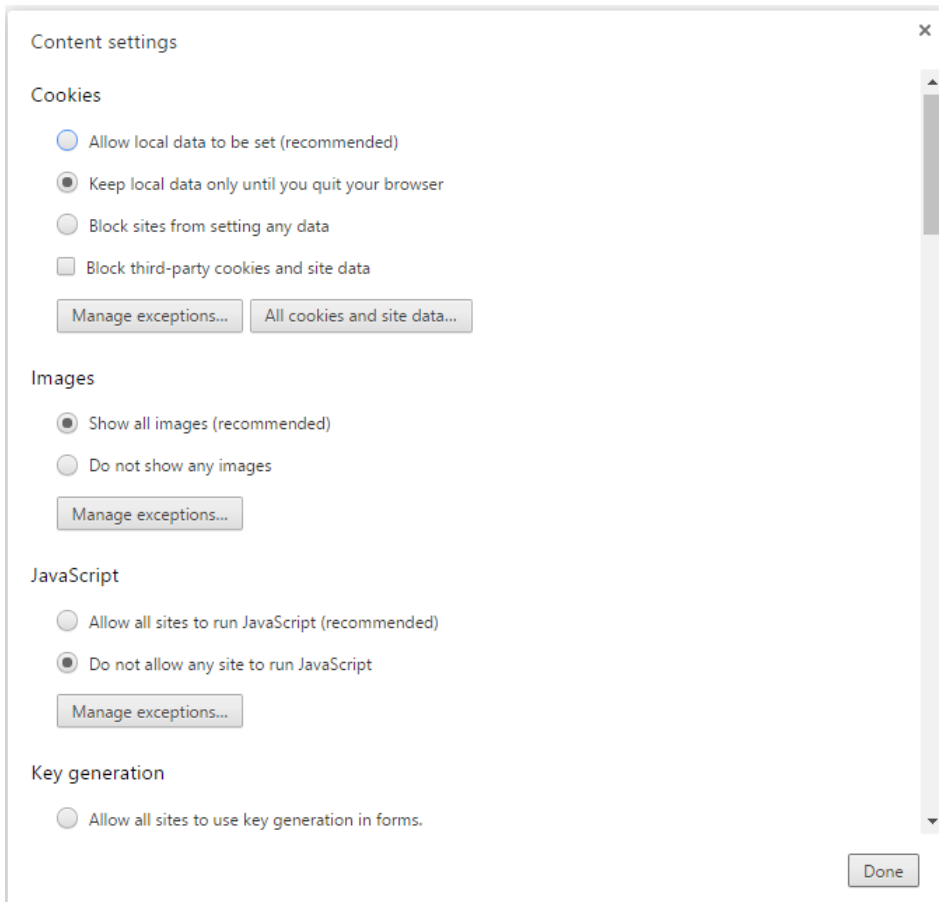 Content settings
Cookies
Allow local data to be set (recommended)
Keep local data only until you quit your browser
Block sites from setting any data
Block third-party cookies and site data
Manage exceptions... All cookies and site data...
Images
Show all images (recommended)
Do not show any images
Manage exceptions...
JavaScript
Allow all sites to run JavaScript (recommended)
Do not allow any site to run JavaScript
Manage exceptions...
Key generation
Allow all sites to use key generation in forms.
Done